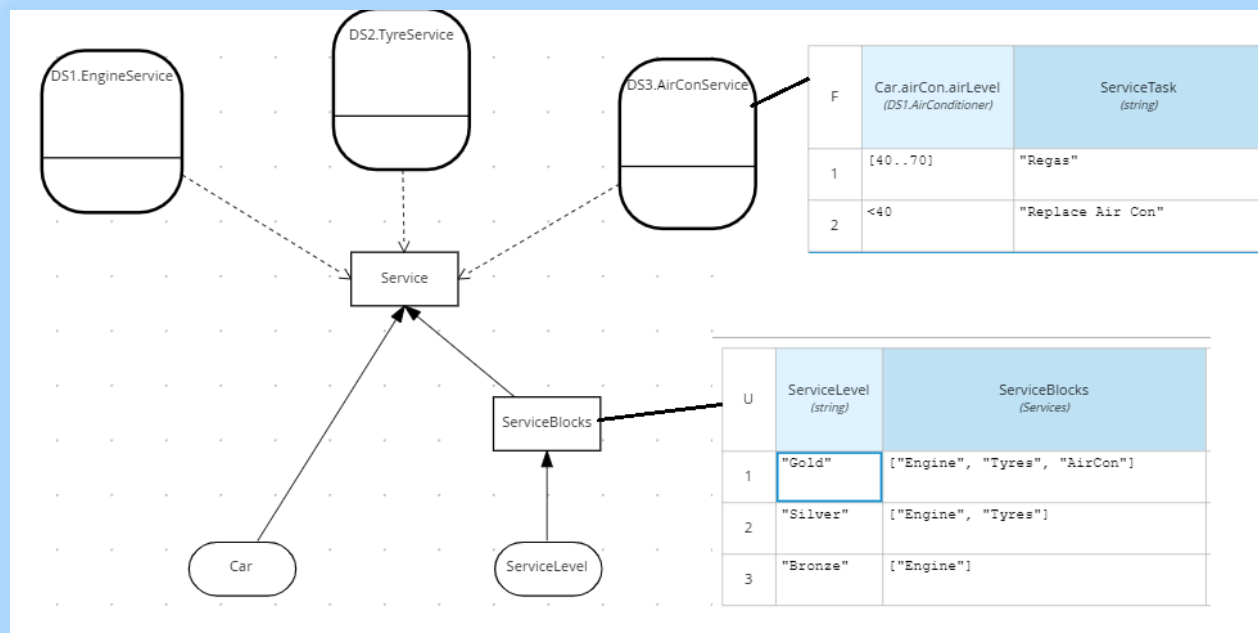 DS2.TyreService
DS1.EngineService
DS3.AirConService
F
Car.airCon.airLevel
(DS1.AirConditioner)
ServiceTask
(string)
1
[40..70]
"Regas"
2
<40
"Replace Air Con"
Service
ServiceBlocks
Car
ServiceLevel
U
ServiceLevel
(string)
ServiceBlocks
(Services)
1
"Gold"
["Engine", "Tyres", "AirCon"]
2
"Silver"
["Engine", "Tyres"]
3
"Bronze"
["Engine"]